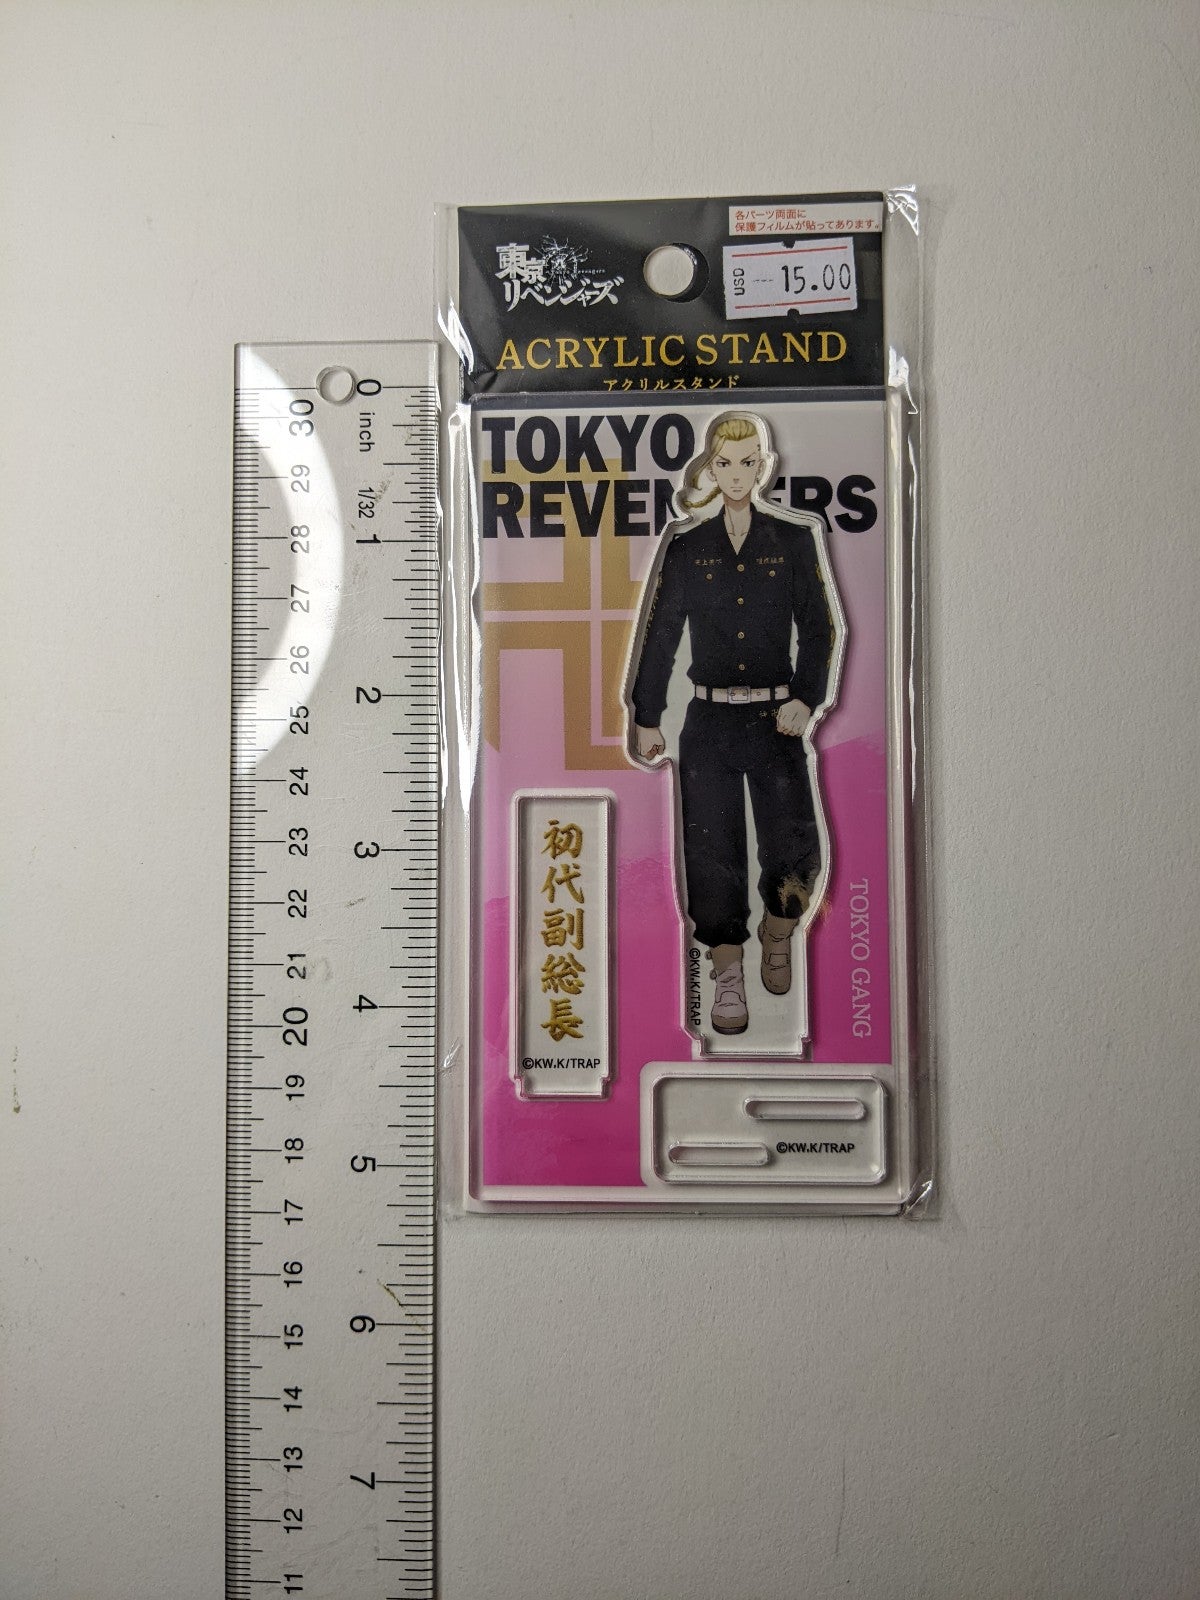 各パーツ両面に
保護フィルムが貼ってあります。
東京
リベンジャーズ
USD 15.00
ACRYLIC STAND
アクリルスタンド
TOKYO
REVENGERS
初代副総長
©KW.K/TRAP
©KW.K/TRAP
TOKYO GANG
©KW.K/TRAP
0
inch
1/32
1
2
3
4
5
6
7
30
29
28
27
26
25
24
23
22
21
20
19
18
17
16
15
14
13
12
11